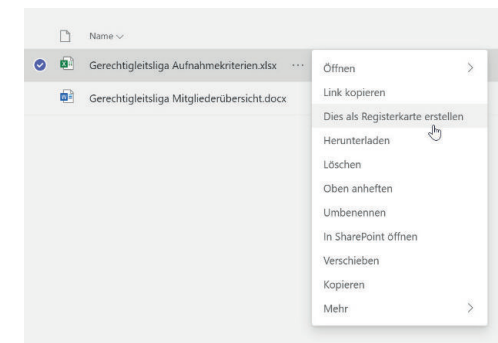 Name
Gerechtigleitsliga Aufnahmekriterien.xlsx ...
Gerechtigleitsliga Mitgliederübersicht.docx
Öffnen
Link kopieren
Dies als Registerkarte erstellen
Herunterladen
Löschen
Oben anheften
Umbenennen
In SharePoint öffnen
Verschieben
Kopieren
Mehr